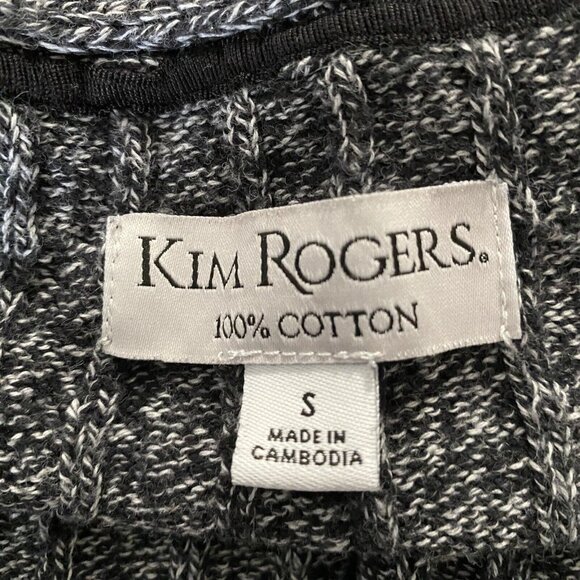 KIM ROGERS®
100% COTTON
S
MADE IN
CAMBODIA